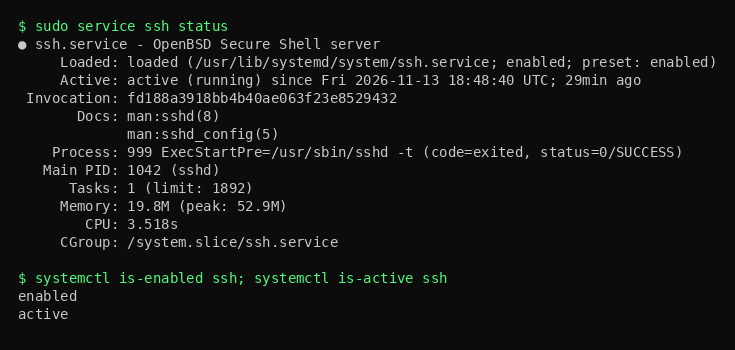 $ sudo service ssh status
● ssh.service - OpenBSD Secure Shell server
     Loaded: loaded (/usr/lib/systemd/system/ssh.service; enabled; preset: enabled)
     Active: active (running) since Fri 2026-11-13 18:48:40 UTC; 29min ago
 Invocation: fd188a3918bb4b40ae063f23e8529432
       Docs: man:sshd(8)
             man:sshd_config(5)
    Process: 999 ExecStartPre=/usr/sbin/sshd -t (code=exited, status=0/SUCCESS)
   Main PID: 1042 (sshd)
      Tasks: 1 (limit: 1892)
     Memory: 19.8M (peak: 52.9M)
        CPU: 3.518s
     CGroup: /system.slice/ssh.service

$ systemctl is-enabled ssh; systemctl is-active ssh
enabled
active